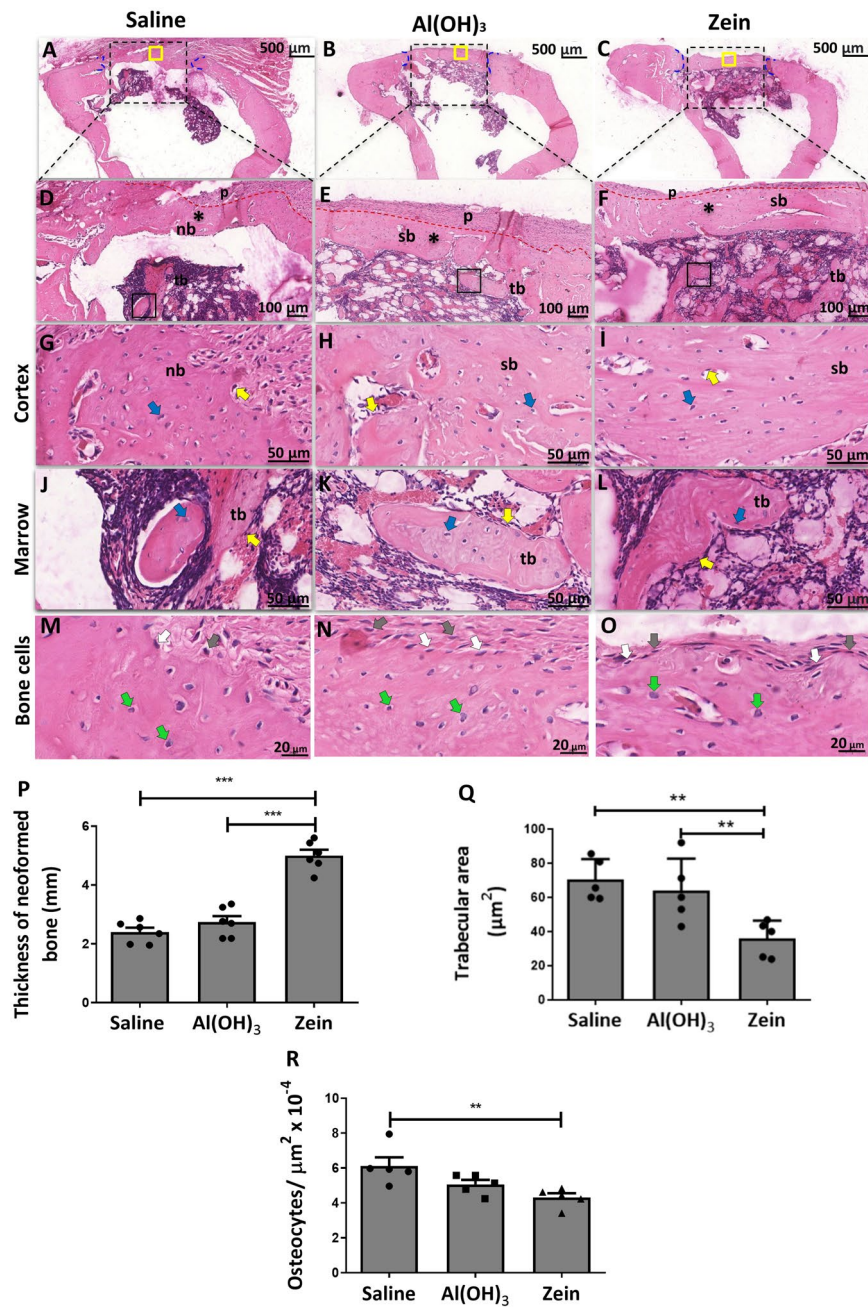 Saline Al(OH)3 Zein
A 500 µm B 500 µm C 500 µm
D p * nb tb 100 µm E p sb * tb 100 µm F p * sb tb 100 µm
Cortex
G nb 50 µm H sb 50 µm I sb 50 µm
Marrow
J tb 50 µm K tb 50 µm L tb 50 µm
Bone cells
M 20 µm N 20 µm O 20 µm
P
***
***
Thickness of neoformed
bone (mm)
6
4
2
0
Saline Al(OH)3 Zein
Q
**
**
Trabecular area
(µm2)
100
80
60
40
20
0
Saline Al(OH)3 Zein
R
**
Osteocytes/ µm2 x 10-4
10
8
6
4
2
0
Saline Al(OH)3 Zein